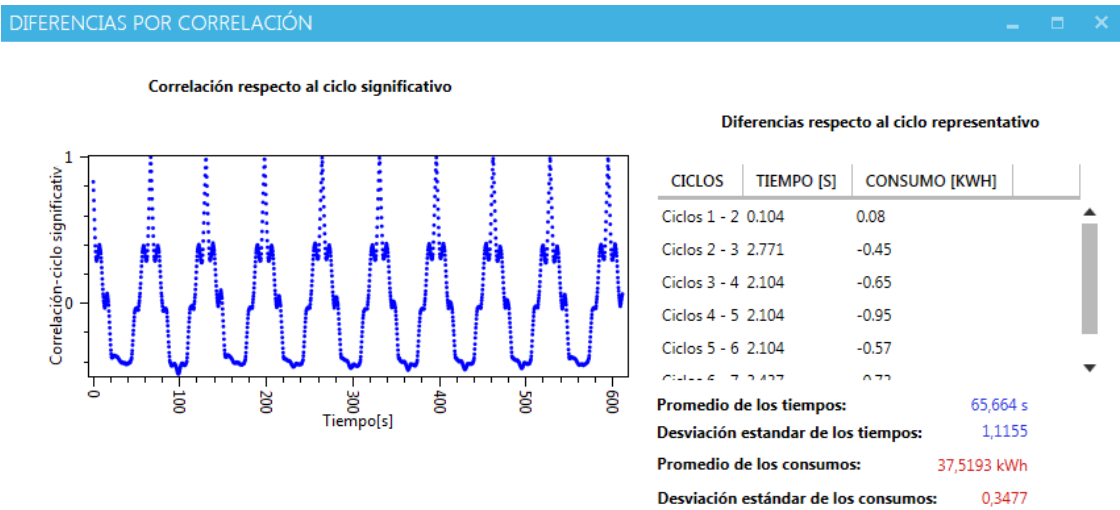 DIFERENCIAS POR CORRELACIÓN
Correlación respecto al ciclo significativo
Correlación-ciclo significativ
1
0
0
100
200
300
400
500
600
Tiempo[s]
Diferencias respecto al ciclo representativo
CICLOS TIEMPO [S] CONSUMO [KWH]
Ciclos 1 - 2 0.104 0.08
Ciclos 2 - 3 2.771 -0.45
Ciclos 3 - 4 2.104 -0.65
Ciclos 4 - 5 2.104 -0.95
Ciclos 5 - 6 2.104 -0.57
Promedio de los tiempos: 65,664 s
Desviación estandar de los tiempos: 1,1155
Promedio de los consumos: 37,5193 kWh
Desviación estándar de los consumos: 0,3477